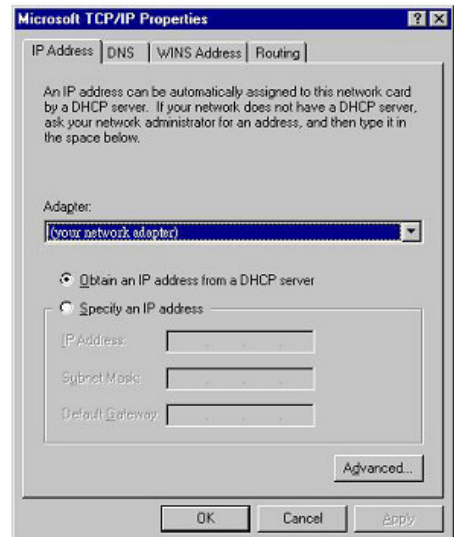 Microsoft TCP/IP Properties
IP Address DNS WINS Address Routing
An IP address can be automatically assigned to this network card
by a DHCP server. If your network does not have a DHCP server,
ask your network administrator for an address, and then type it in
the space below.
Adapter:
(your network adapter)
Obtain an IP address from a DHCP server
Specify an IP address
IP Address:
Subnet Mask:
Default Gateway:
Advanced...
OK Cancel Apply